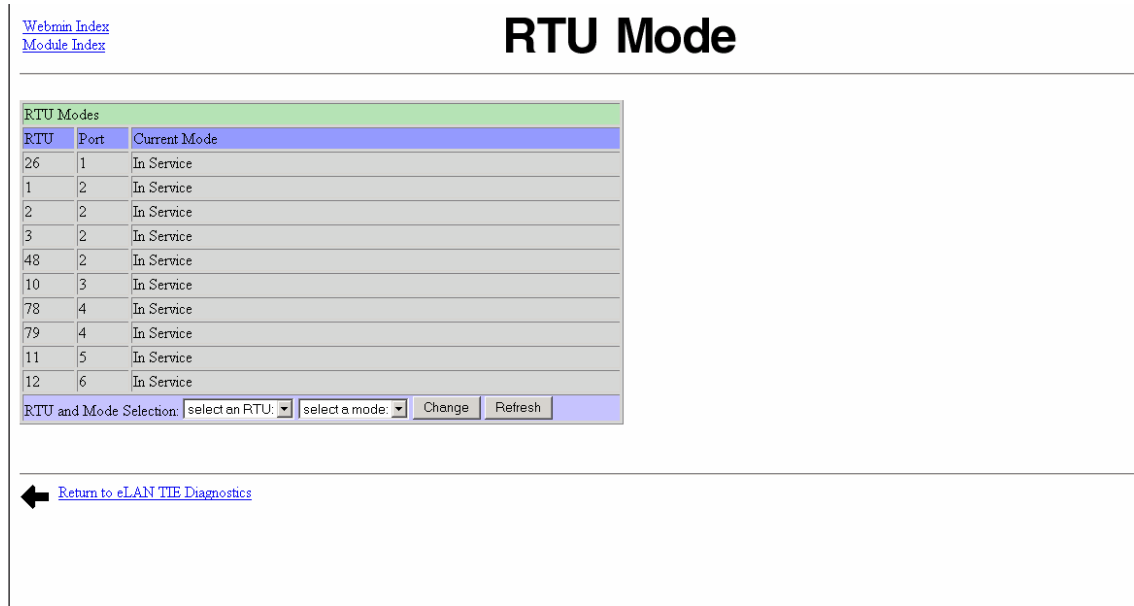 Webmin Index
Module Index
RTU Mode
RTU Modes
RTU Port Current Mode
26 1 In Service
1 2 In Service
2 2 In Service
3 2 In Service
48 2 In Service
10 3 In Service
78 4 In Service
79 4 In Service
11 5 In Service
12 6 In Service
RTU and Mode Selection: select an RTU: select a mode: Change Refresh
Return to eLAN TIE Diagnostics